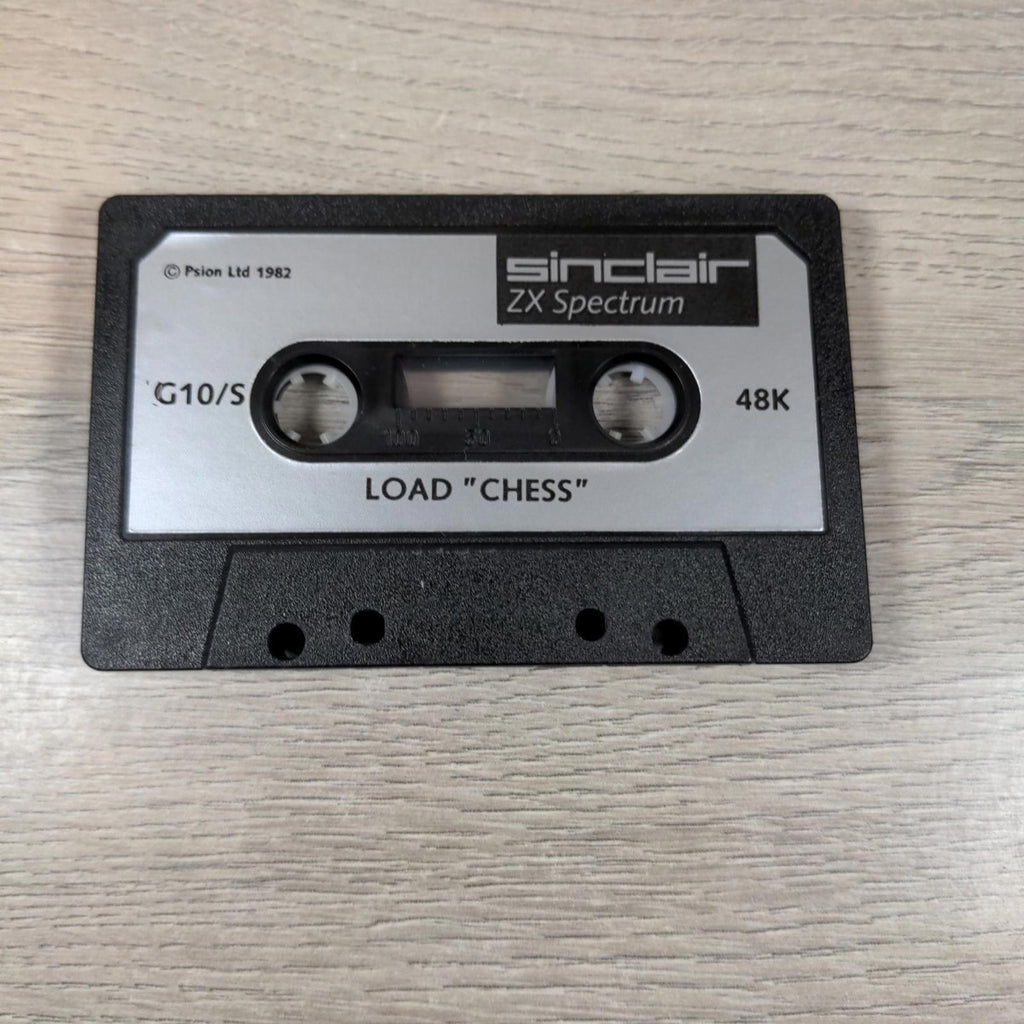 © Psion Ltd 1982
sinclair
ZX Spectrum
G10/S
48K
100 50 0
LOAD "CHESS"